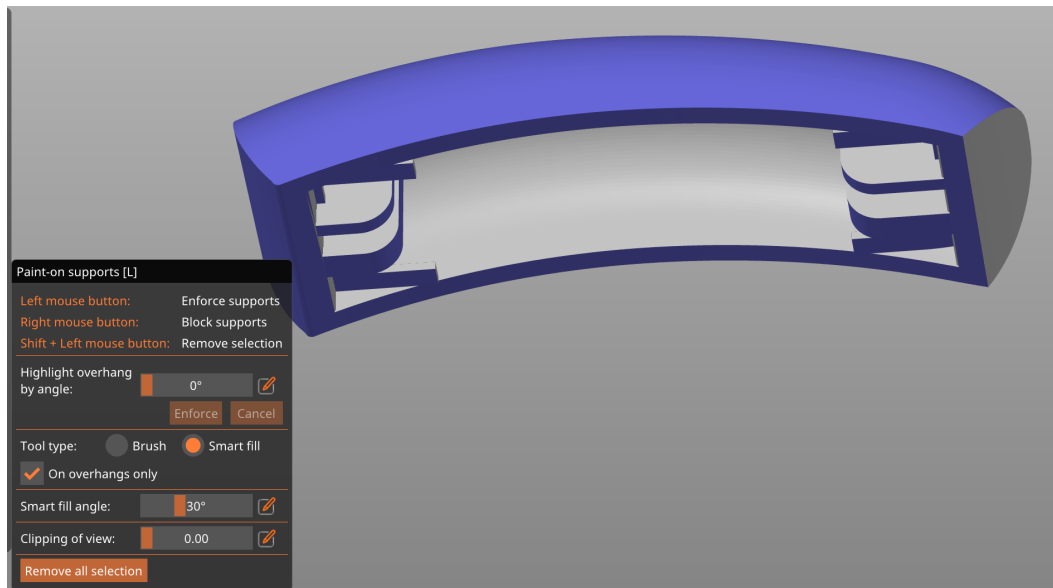 Paint-on supports [L]
Left mouse button: Enforce supports
Right mouse button: Block supports
Shift + Left mouse button: Remove selection
Highlight overhang
by angle: 0°
Enforce Cancel
Tool type: Brush Smart fill
On overhangs only
Smart fill angle: 30°
Clipping of view: 0.00
Remove all selection